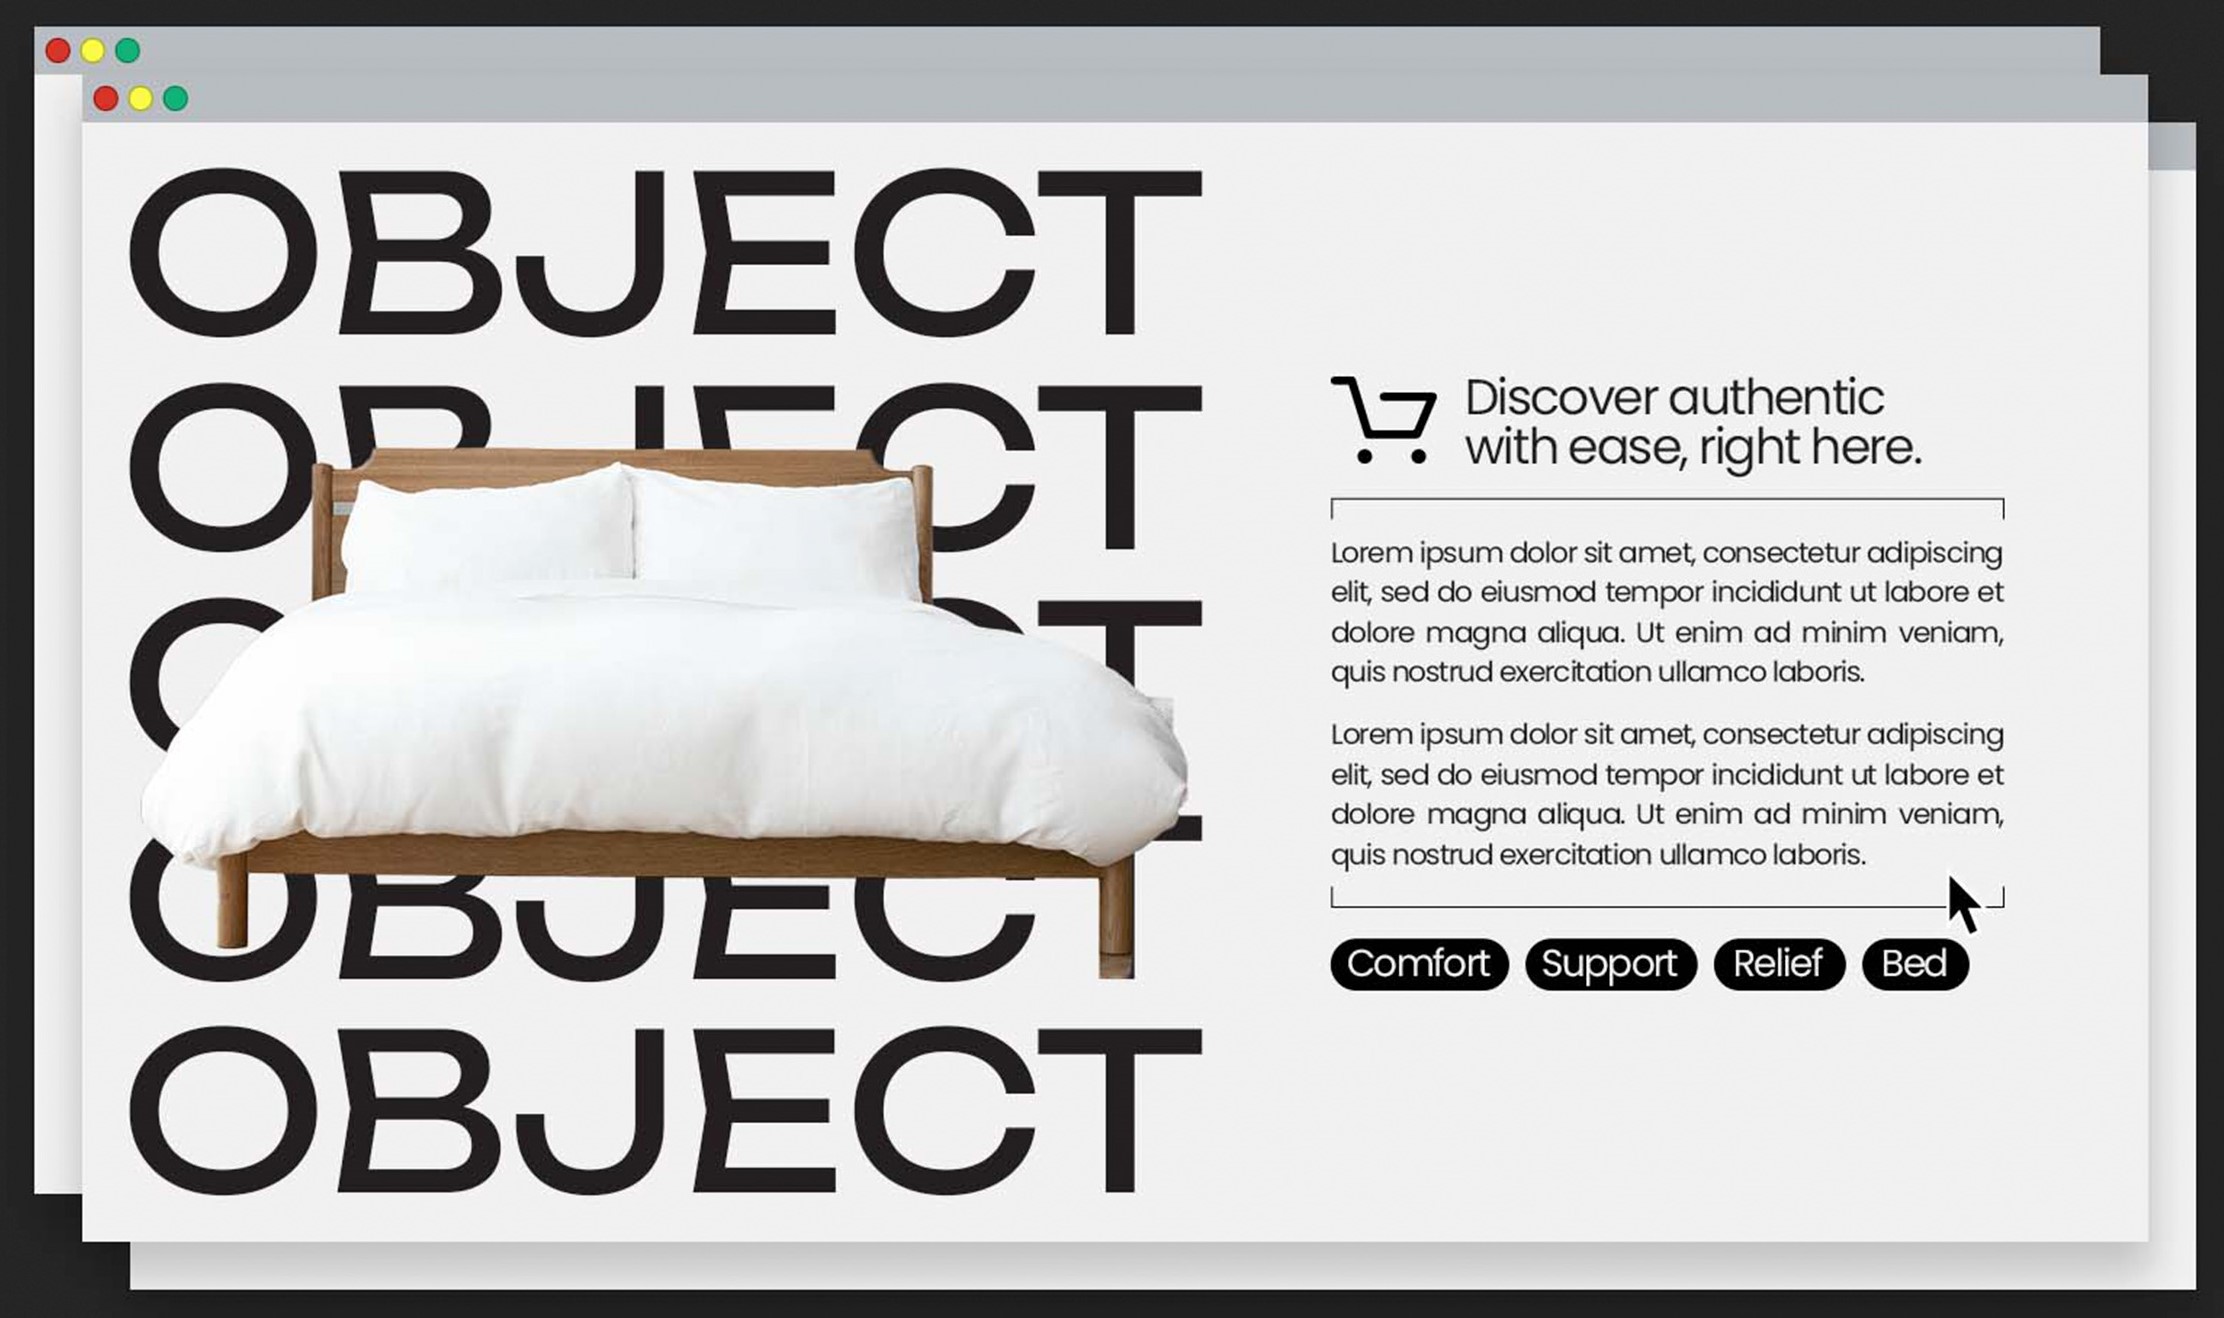 OBJECT
OBJECT
OBJECT
OBJECT
Discover authentic
with ease, right here.
Lorem ipsum dolor sit amet, consectetur adipiscing
elit, sed do eiusmod tempor incididunt ut labore et
dolore magna aliqua. Ut enim ad minim veniam,
quis nostrud exercitation ullamco laboris.
Lorem ipsum dolor sit amet, consectetur adipiscing
elit, sed do eiusmod tempor incididunt ut labore et
dolore magna aliqua. Ut enim ad minim veniam,
quis nostrud exercitation ullamco laboris.
Comfort Support Relief Bed